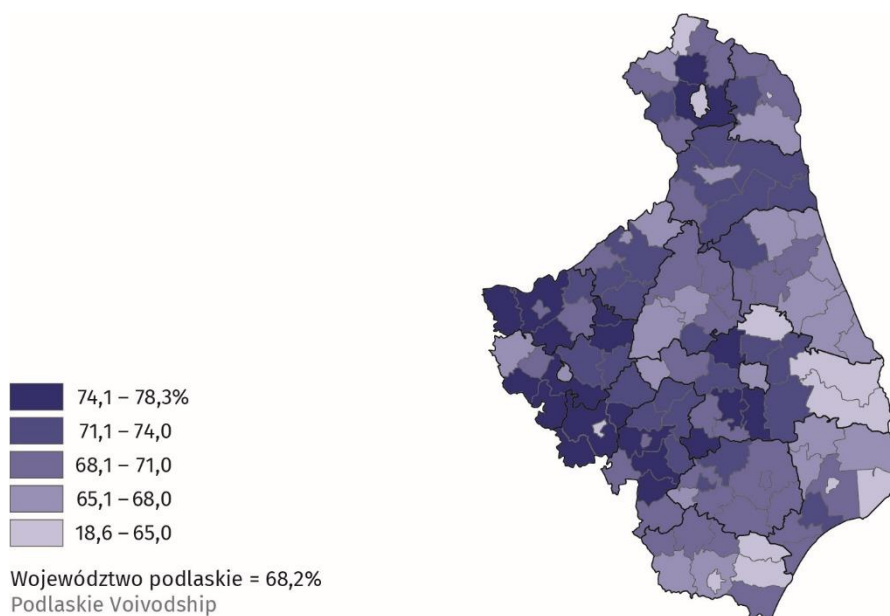 74,1 – 78,3%
71,1 – 74,0
68,1 – 71,0
65,1 – 68,0
18,6 – 65,0
Województwo podlaskie = 68,2%
Podlaskie Voivodship